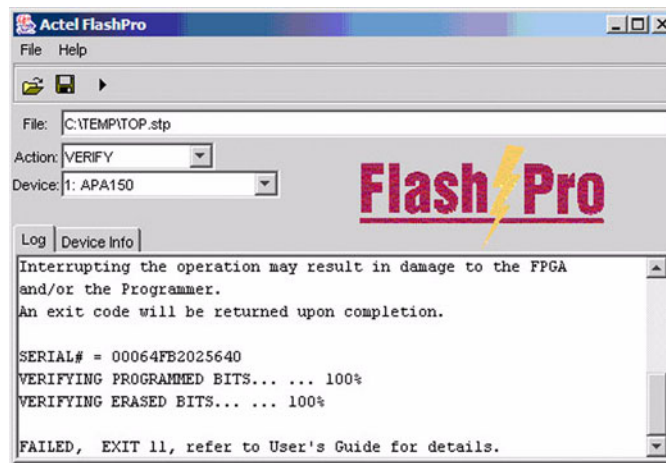 Actel FlashPro
File Help
File: C:\TEMP\TOP.stp
Action: VERIFY
Device: 1: APA150
Flash Pro
Log Device Info
Interrupting the operation may result in damage to the FPGA
and/or the Programmer.
An exit code will be returned upon completion.
SERIAL# = 00064FB2025640
VERIFYING PROGRAMMED BITS... ... 100%
VERIFYING ERASED BITS... ... 100%
FAILED, EXIT 11, refer to User's Guide for details.